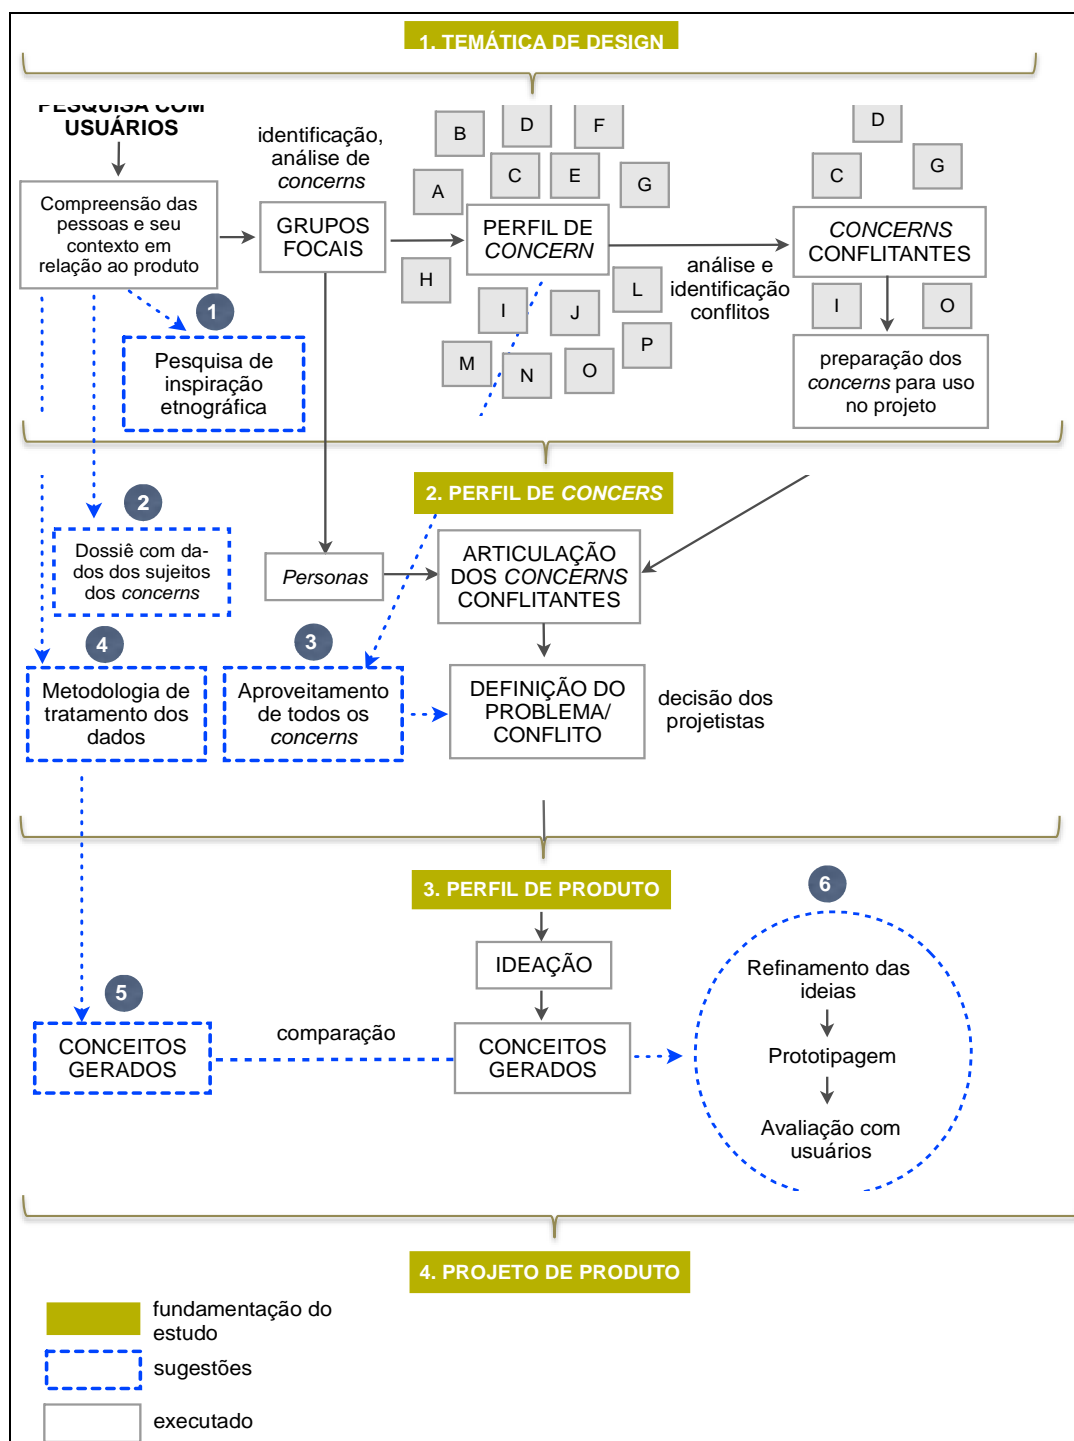 1. TEMÁTICA DE DESIGN
PESQUISA COM
USUÁRIOS
identificação,
análise de
concerns
B
D
F
A
C
E
G
D
C
G
Compreensão das
pessoas e seu
contexto em
relação ao produto
GRUPOS
FOCAIS
PERFIL DE
CONCERN
CONCERNS
CONFLITANTES
análise e
identificação
conflitos
H
I
J
L
M
N
O
P
I
O
1
Pesquisa de
inspiração
etnográfica
preparação dos
concerns para uso
no projeto
2. PERFIL DE CONCERS
2
Dossiê com da-
dos dos sujeitos
dos concerns
Personas
ARTICULAÇÃO
DOS CONCERNS
CONFLITANTES
4
3
Metodologia de
tratamento dos
dados
Aproveitamento
de todos os
concerns
DEFINIÇÃO DO
PROBLEMA/
CONFLITO
decisão dos
projetistas
3. PERFIL DE PRODUTO
6
IDEAÇÃO
Refinamento das
ideias
5
CONCEITOS
GERADOS
comparação
CONCEITOS
GERADOS
Prototipagem
Avaliação com
usuários
4. PROJETO DE PRODUTO
fundamentação do
estudo
sugestões
executado